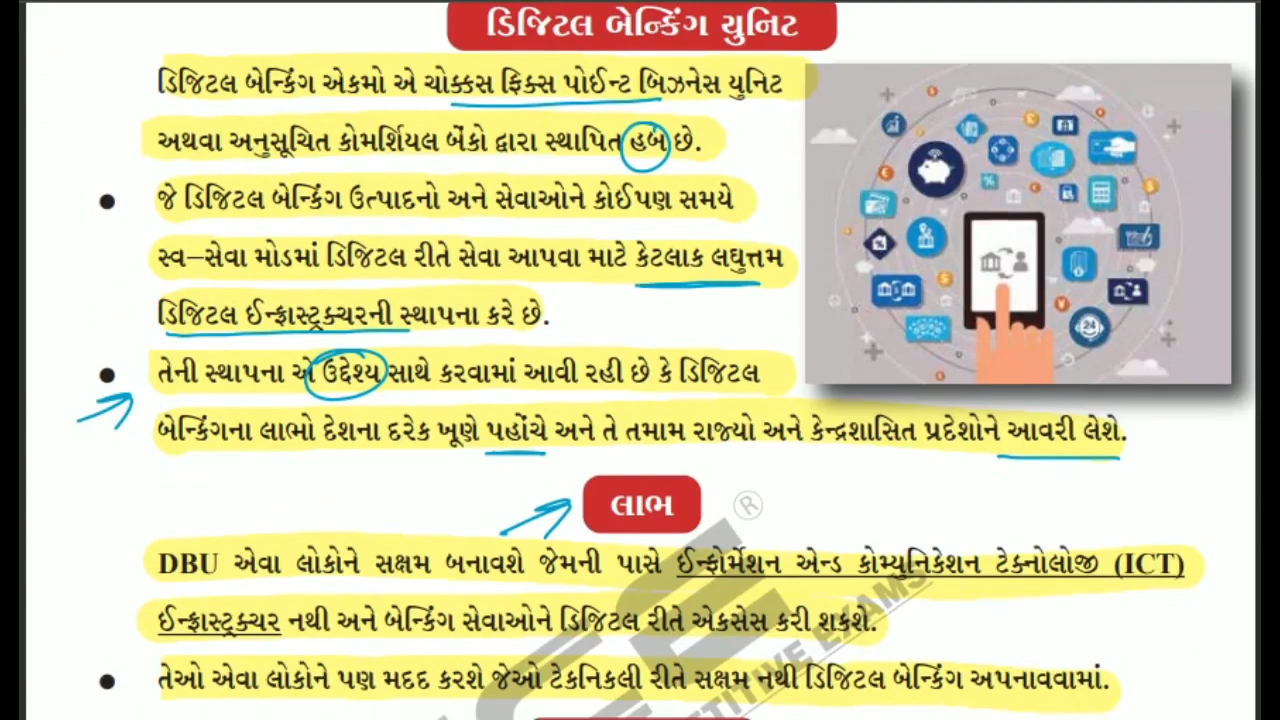 ડિજિટલ બેન્કિંગ યુનિટ
ડિજિટલ બેન્કિંગ એકમો એ ચોક્કસ ફિક્સ પોઈન્ટ બિઝનેસ યુનિટ
અથવા અનુસૂચિત કોમર્શિયલ બેંકો દ્વારા સ્થાપિત હબ છે.
● જે ડિજિટલ બેન્કિંગ ઉત્પાદનો અને સેવાઓને કોઈપણ સમયે
સ્વ–સેવા મોડમાં ડિજિટલ રીતે સેવા આપવા માટે કેટલાક લઘુત્તમ
ડિજિટલ ઈન્ફ્રાસ્ટ્રક્ચરની સ્થાપના કરે છે.
● તેની સ્થાપના એ ઉદ્દેશ્ય સાથે કરવામાં આવી રહી છે કે ડિજિટલ
બેન્કિંગના લાભો દેશના દરેક ખૂણે પહોંચે અને તે તમામ રાજ્યો અને કેન્દ્રશાસિત પ્રદેશોને આવરી લેશે.
લાભ
®
DBU એવા લોકોને સક્ષમ બનાવશે જેમની પાસે ઈન્ફોર્મેશન એન્ડ કોમ્યુનિકેશન ટેક્નોલોજી (ICT)
ઈન્ફ્રાસ્ટ્રક્ચર નથી અને બેન્કિંગ સેવાઓને ડિજિટલ રીતે એક્સેસ કરી શકશે.
● તેઓ એવા લોકોને પણ મદદ કરશે જેઓ ટેકનિકલી રીતે સક્ષમ નથી ડિજિટલ બેન્કિંગ અપનાવવામાં.
EXAMS